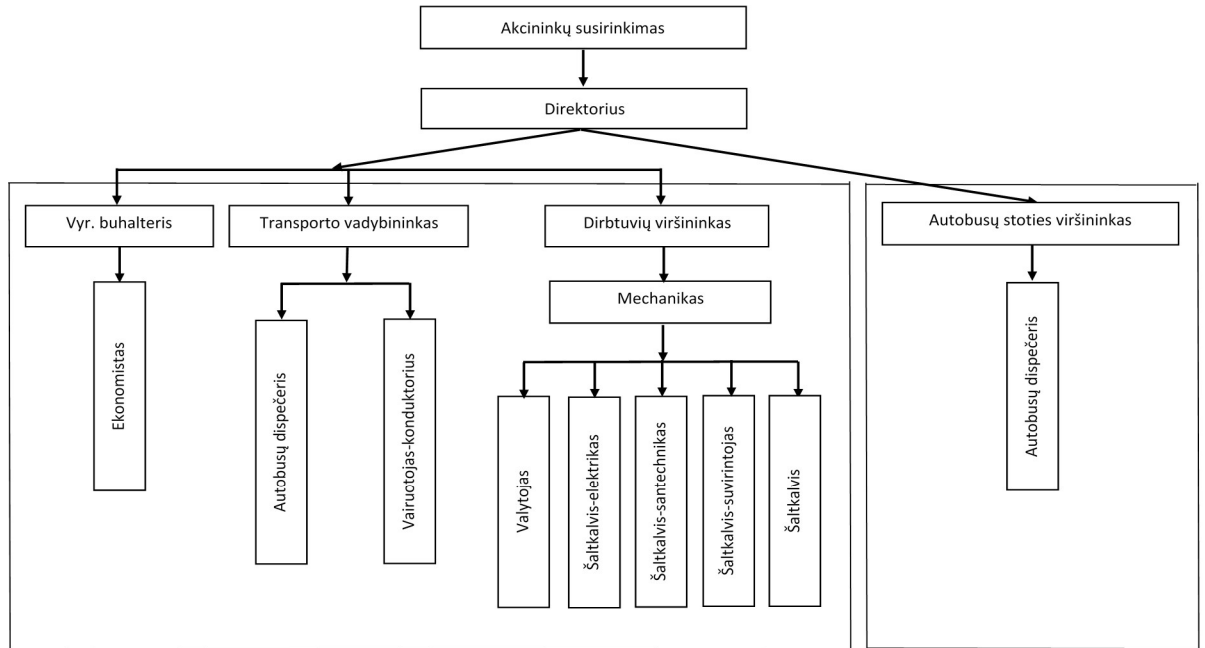 Akcininkų susirinkimas
Direktorius
Vyr. buhalteris
Transporto vadybininkas
Dirbtuvių viršininkas
Autobusų stoties viršininkas
Mechanikas
Ekonomistas
Autobusų dispečeris
Vairuotojas-konduktorius
Valytojas
Šaltkalvis-elektrikas
Šaltkalvis-santechnikas
Šaltkalvis-suvirintojas
Šaltkalvis
Autobusų dispečeris